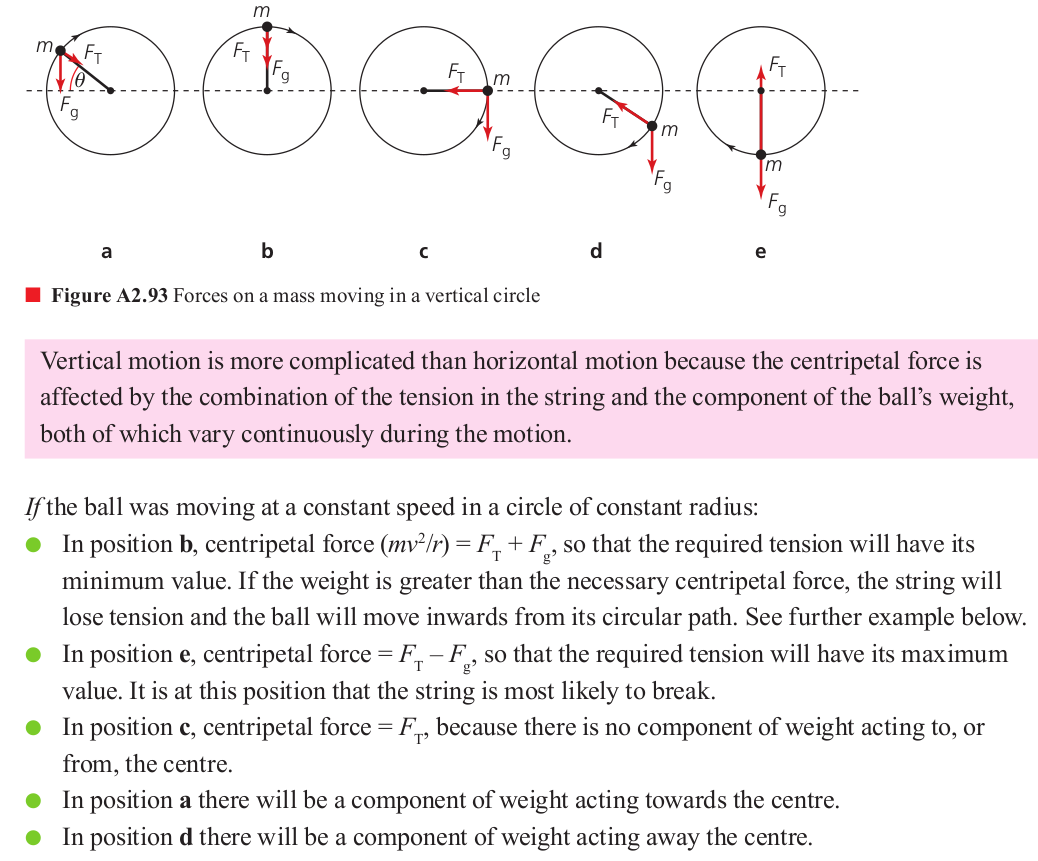 m F_T θ F_g
m F_T F_g
F_T m F_g
F_T m F_g
F_T m F_g
a b c d e
Figure A2.93 Forces on a mass moving in a vertical circle
Vertical motion is more complicated than horizontal motion because the centripetal force is
affected by the combination of the tension in the string and the component of the ball’s weight,
both of which vary continuously during the motion.
If the ball was moving at a constant speed in a circle of constant radius:
● In position b, centripetal force (mv²/r) = F_T + F_g, so that the required tension will have its
minimum value. If the weight is greater than the necessary centripetal force, the string will
lose tension and the ball will move inwards from its circular path. See further example below.
● In position e, centripetal force = F_T – F_g, so that the required tension will have its maximum
value. It is at this position that the string is most likely to break.
● In position c, centripetal force = F_T, because there is no component of weight acting to, or
from, the centre.
● In position a there will be a component of weight acting towards the centre.
● In position d there will be a component of weight acting away the centre.